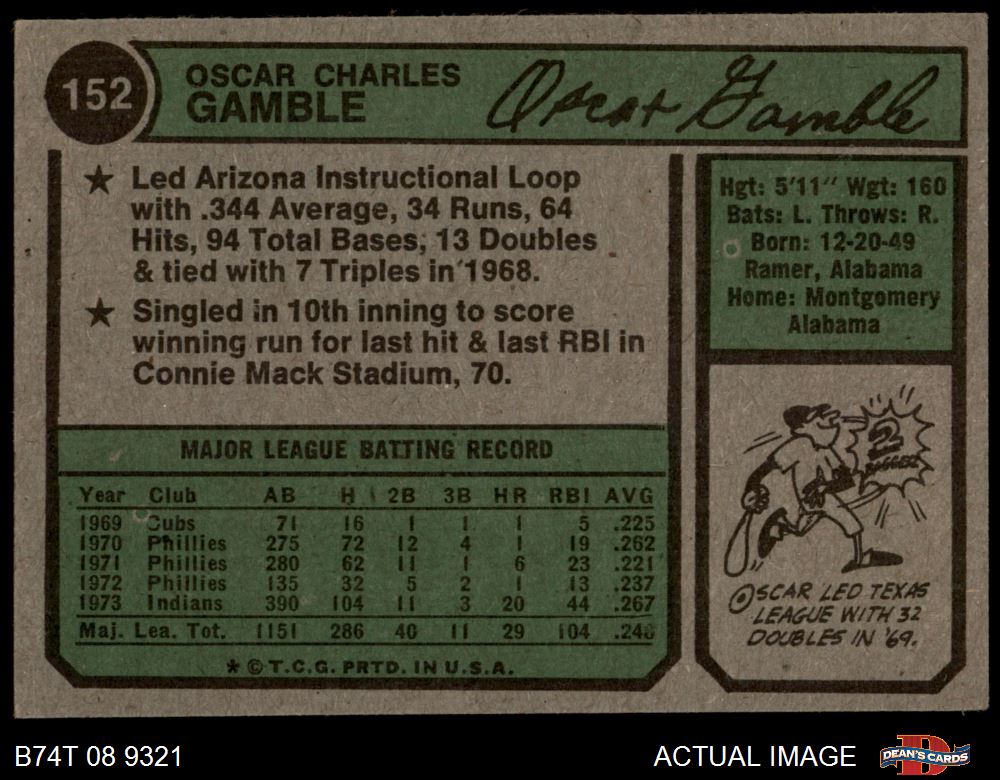 152
OSCAR CHARLES
GAMBLE
Oscar Gamble
★ Led Arizona Instructional Loop
with .344 Average, 34 Runs, 64
Hits, 94 Total Bases, 13 Doubles
& tied with 7 Triples in 1968.
★ Singled in 10th inning to score
winning run for last hit & last RBI in
Connie Mack Stadium, 70.
Hgt: 5'11" Wgt: 160
Bats: L. Throws: R.
Born: 12-20-49
Ramer, Alabama
Home: Montgomery
Alabama
MAJOR LEAGUE BATTING RECORD
Year Club AB H 2B 3B HR RBI AVG
1969 Cubs 71 16 1 1 1 5 .225
1970 Phillies 275 72 12 4 1 19 .262
1971 Phillies 280 62 11 1 6 23 .221
1972 Phillies 135 32 5 2 1 13 .237
1973 Indians 390 104 11 3 20 44 .267
Maj. Lea. Tot. 1151 286 40 11 29 104 .248
★ © T.C.G. PRTD. IN U.S.A.
2
BAGGER
OSCAR LED TEXAS
LEAGUE WITH 32
DOUBLES IN '69.
B74T 08 9321
ACTUAL IMAGE
DEAN'S CARDS